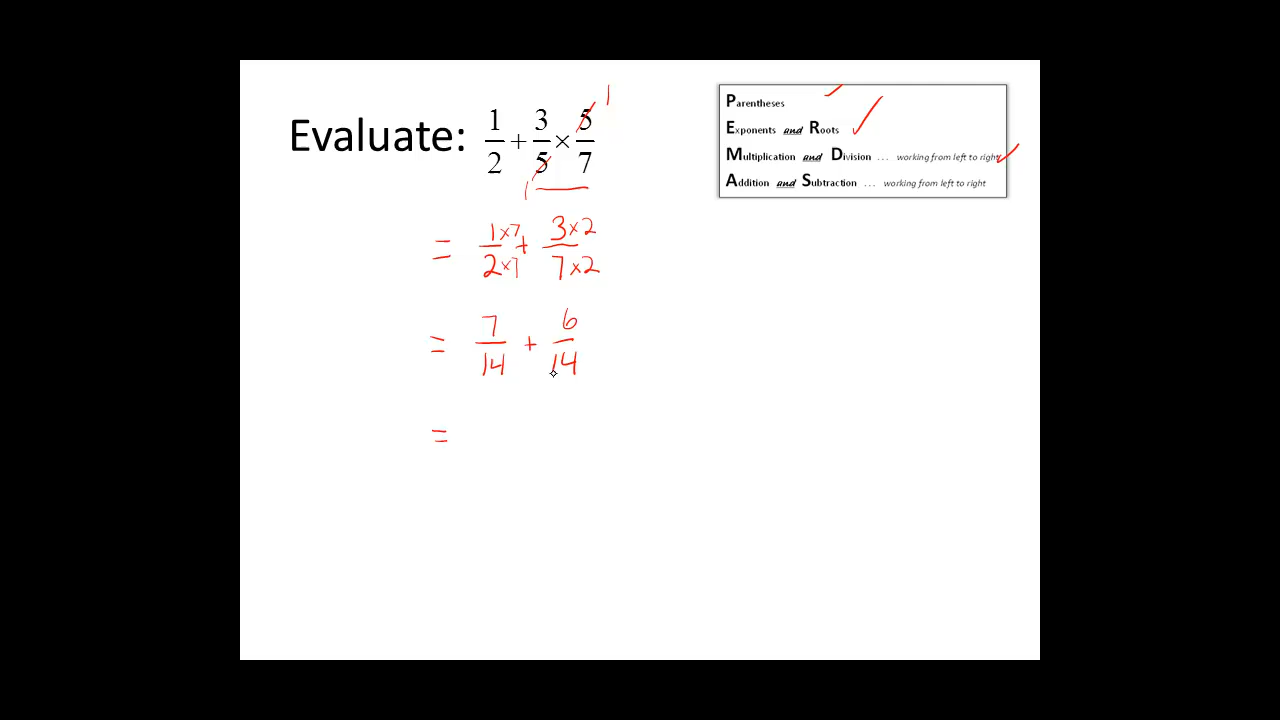 Evaluate: 1/2 + 3/5 × 5/7
1
1
= 1×7/2×7 + 3×2/7×2
= 7/14 + 6/14
=
Parentheses
Exponents and Roots
Multiplication and Division ... working from left to right
Addition and Subtraction ... working from left to right